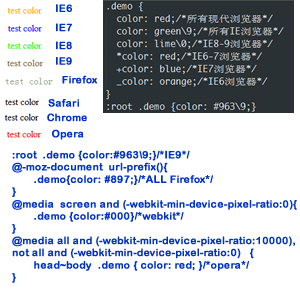 test color IE6
test color IE7
test color IE8
test color IE9
test color Firefox
test color Safari
test color Chrome
test color Opera
.demo {
color: red;/*所有现代浏览器*/
color: green\9;/*所有IE浏览器*/
color: lime\0;/*IE8-9浏览器*/
*color: red;/*IE6-7浏览器*/
+color: blue;/*IE7浏览器*/
_color: orange;/*IE6浏览器*/
}
:root .demo {color: #963\9;}
:root .demo {color:#963\9;}/*IE9*/
@-moz-document url-prefix(){
.demo{color: #897;}/*ALL Firefox*/
}
@media screen and (-webkit-min-device-pixel-ratio:0){
.demo {color:#000}/*webkit*/
}
@media all and (-webkit-min-device-pixel-ratio:10000),
not all and (-webkit-min-device-pixel-ratio:0) {
head~body .demo { color: red; }/*opera*/
}